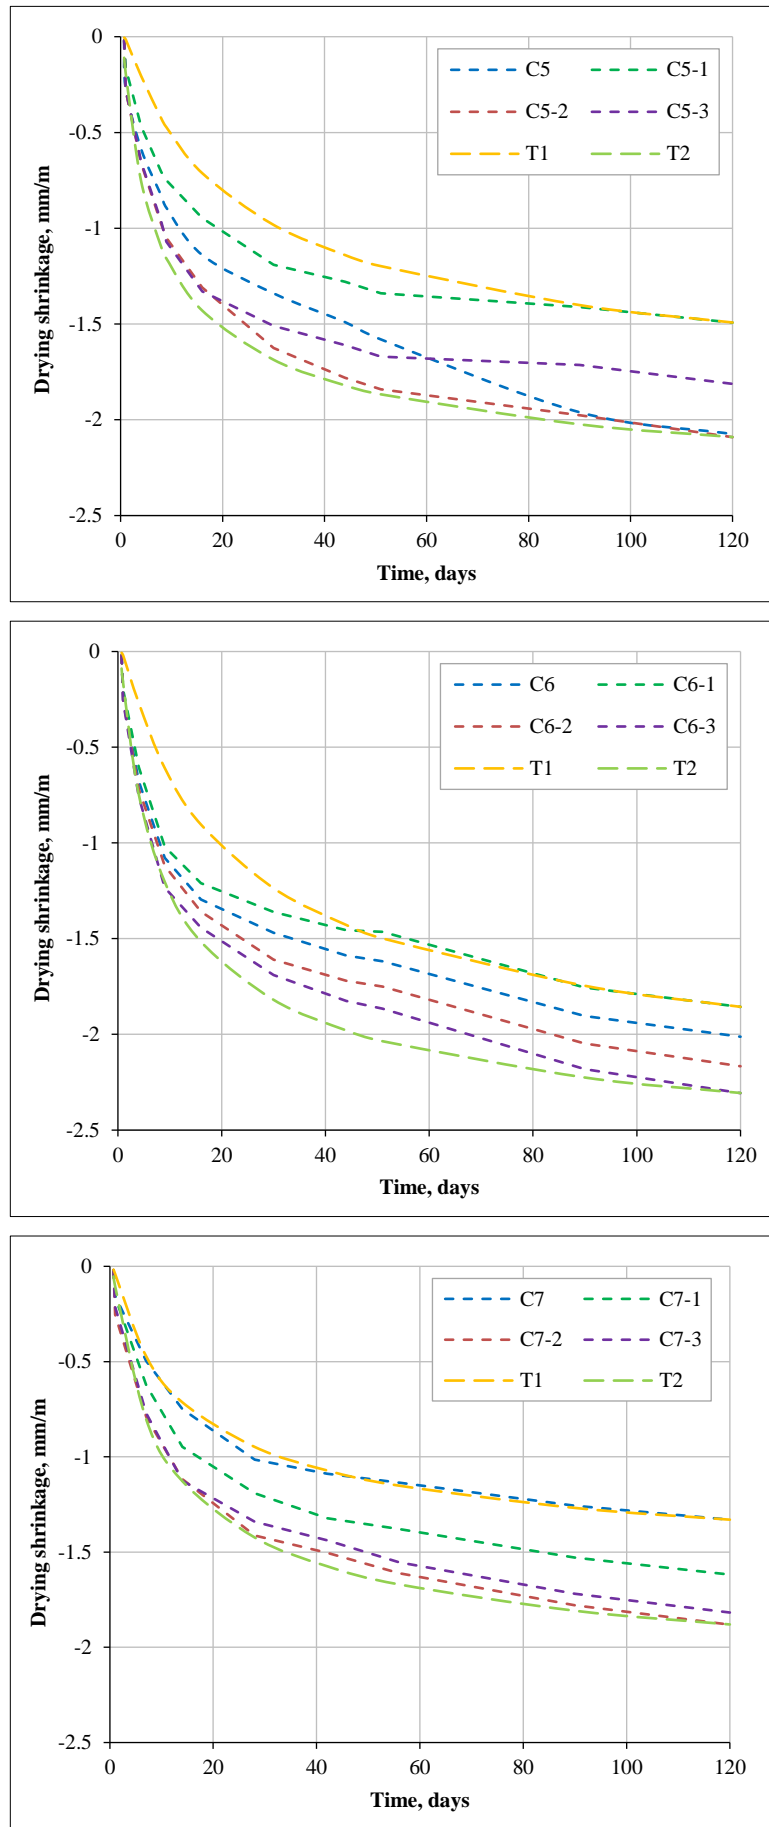 0
-0.5
-1
-1.5
-2
-2.5
0 20 40 60 80 100 120
Drying shrinkage, mm/m
Time, days
C5 C5-1
C5-2 C5-3
T1 T2
0
-0.5
-1
-1.5
-2
-2.5
0 20 40 60 80 100 120
Drying shrinkage, mm/m
Time, days
C6 C6-1
C6-2 C6-3
T1 T2
0
-0.5
-1
-1.5
-2
-2.5
0 20 40 60 80 100 120
Drying shrinkage, mm/m
Time, days
C7 C7-1
C7-2 C7-3
T1 T2